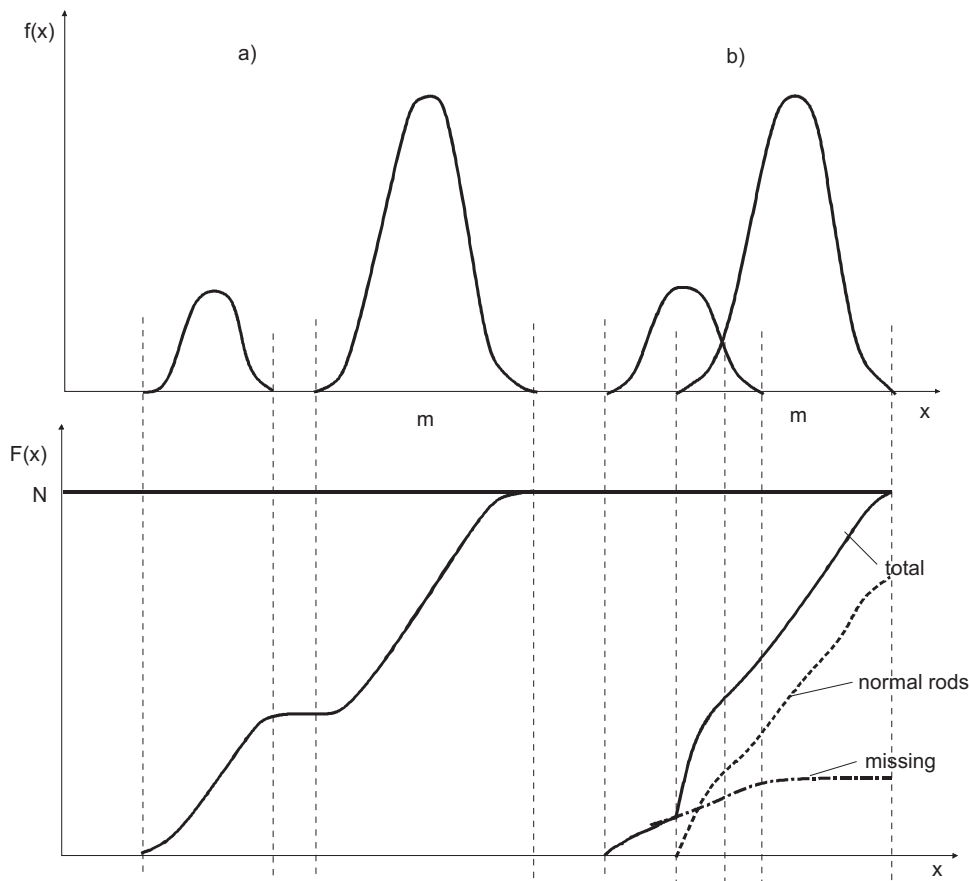 f(x)
a)
b)
m
m
x
F(x)
N
total
normal rods
missing
x